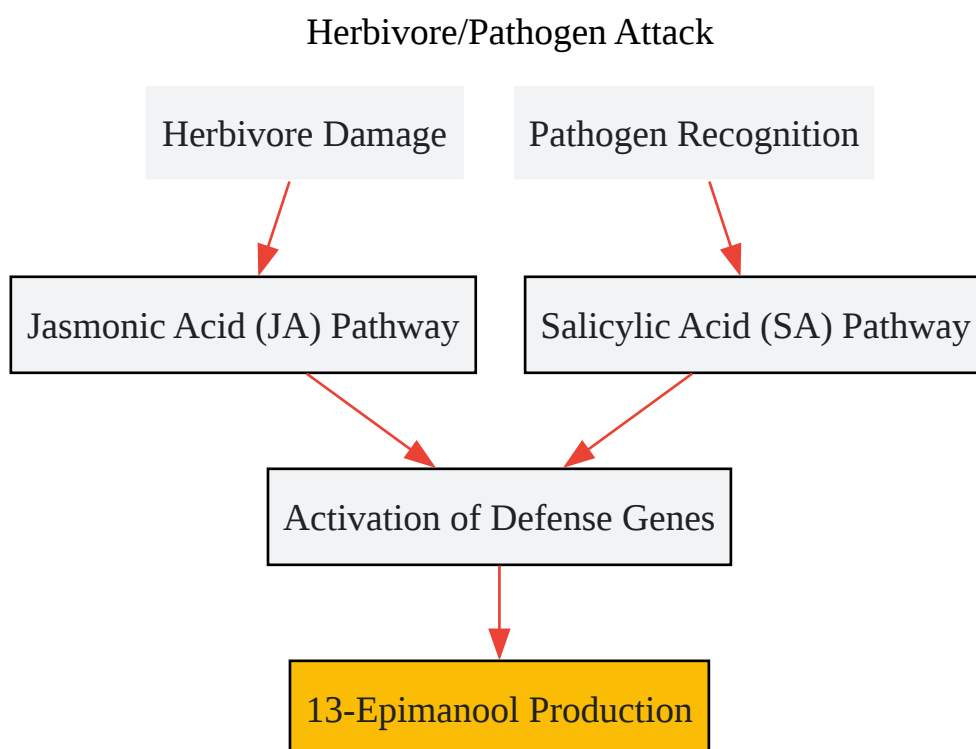 Herbivore/Pathogen Attack
Herbivore Damage
Pathogen Recognition
Jasmonic Acid (JA) Pathway
Salicylic Acid (SA) Pathway
Activation of Defense Genes
13-Epimanool Production